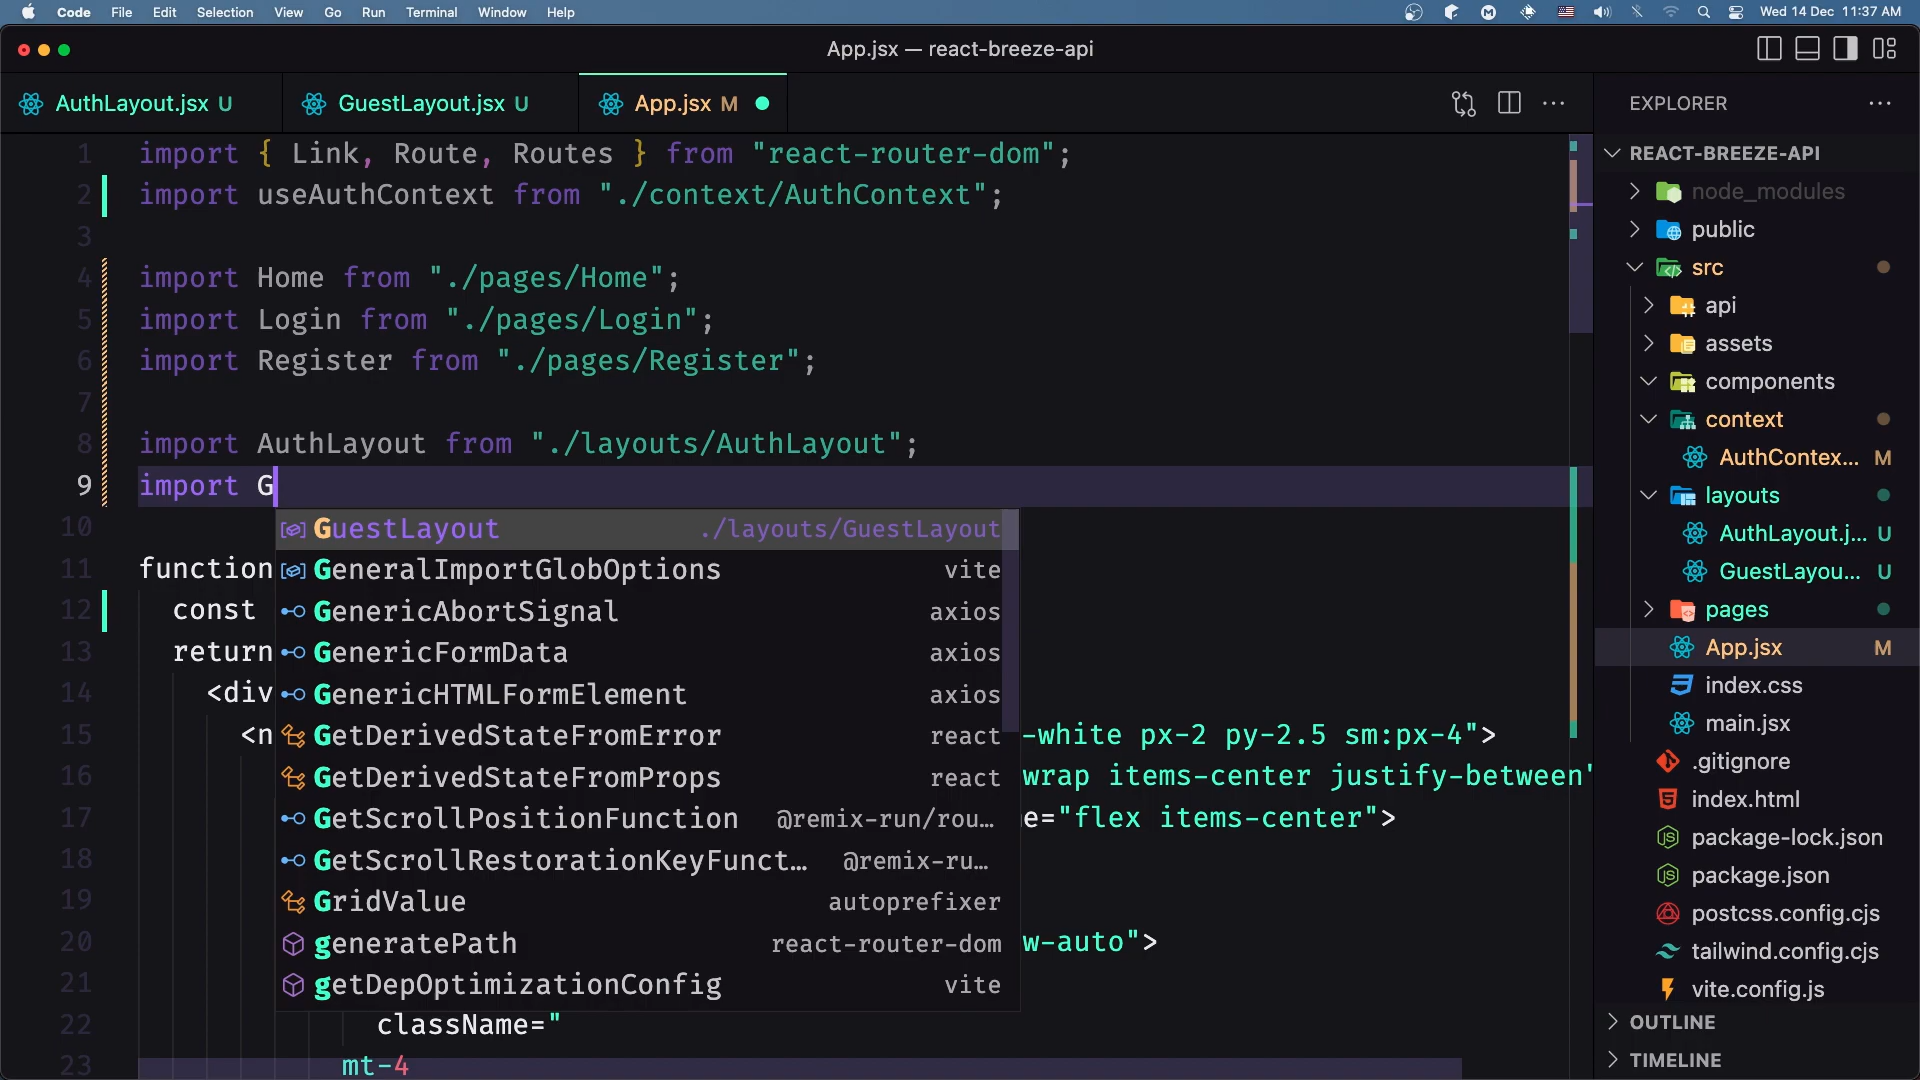 Code File Edit Selection View Go Run Terminal Window Help Wed 14 Dec 11:37 AM
App.jsx — react-breeze-api
AuthLayout.jsx U GuestLayout.jsx U App.jsx M
1 import { Link, Route, Routes } from "react-router-dom";
2 import useAuthContext from "./context/AuthContext";
3
4 import Home from "./pages/Home";
5 import Login from "./pages/Login";
6 import Register from "./pages/Register";
7
8 import AuthLayout from "./layouts/AuthLayout";
9 import G
10
11 function
12 const
13 return
14 <div
15 <n -white px-2 py-2.5 sm:px-4">
16 wrap items-center justify-between"
17 e="flex items-center">
18
19
20 w-auto">
21
22 className="
23 mt-4
GuestLayout ./layouts/GuestLayout
GeneralImportGlobOptions vite
GenericAbortSignal axios
GenericFormData axios
GenericHTMLFormElement axios
GetDerivedStateFromError react
GetDerivedStateFromProps react
GetScrollPositionFunction @remix-run/rou…
GetScrollRestorationKeyFunct… @remix-ru…
GridValue autoprefixer
generatePath react-router-dom
getDepOptimizationConfig vite
EXPLORER
REACT-BREEZE-API
node_modules
public
src
api
assets
components
context
AuthContex... M
layouts
AuthLayout.j... U
GuestLayou... U
pages
App.jsx M
index.css
main.jsx
.gitignore
index.html
package-lock.json
package.json
postcss.config.cjs
tailwind.config.cjs
vite.config.js
OUTLINE
TIMELINE